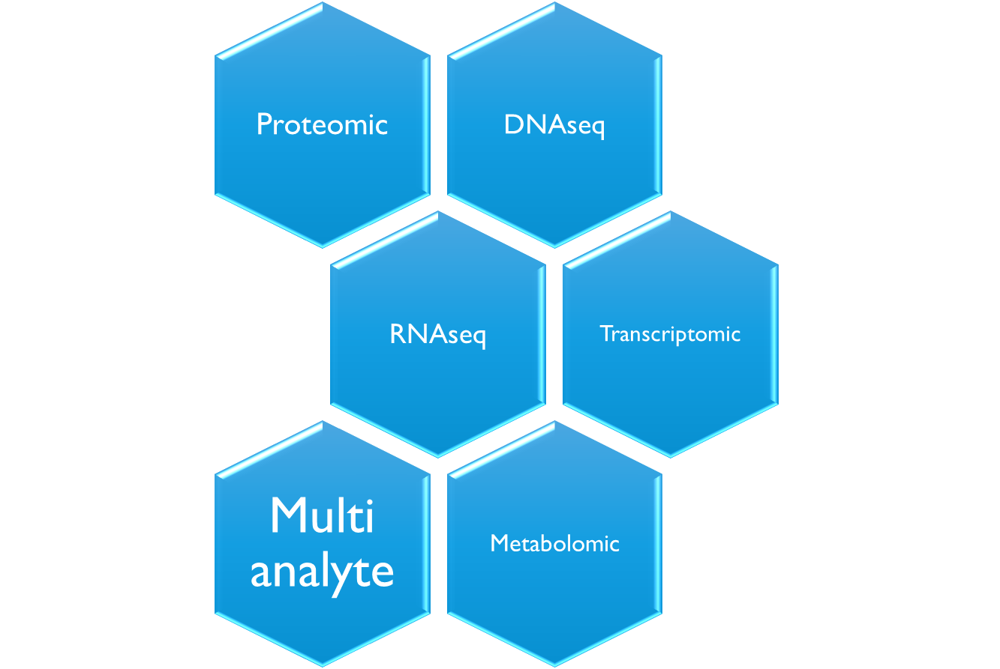 Proteomic
DNAseq
RNAseq
Transcriptomic
Multi
analyte
Metabolomic